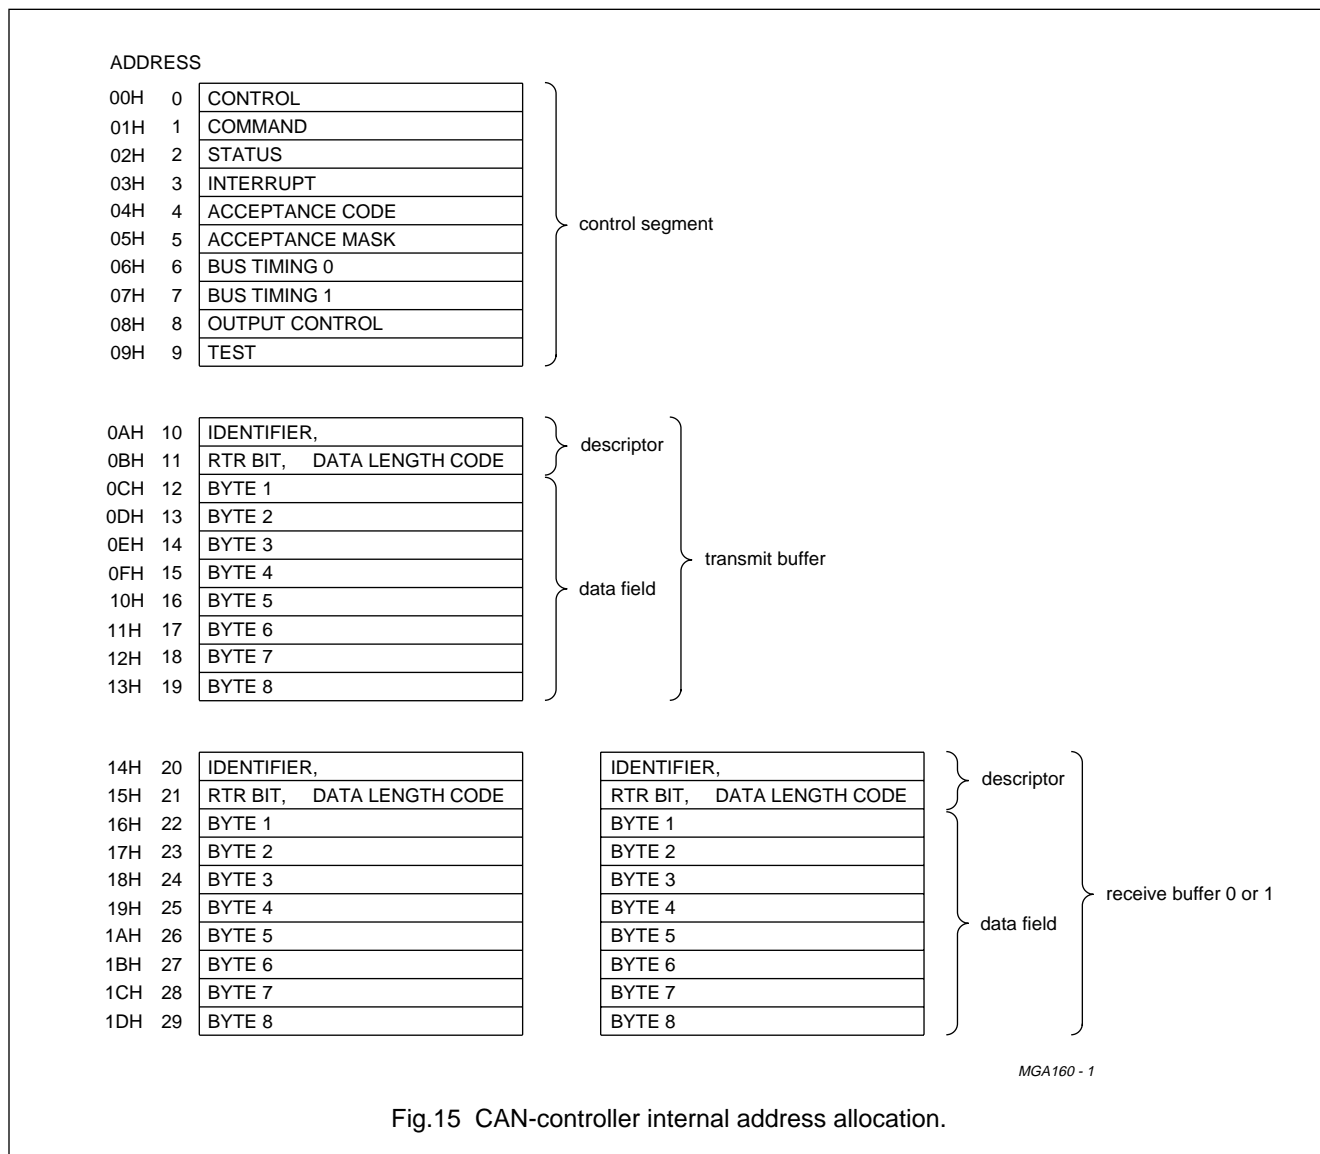 ADDRESS
00H 0 CONTROL
01H 1 COMMAND
02H 2 STATUS
03H 3 INTERRUPT
04H 4 ACCEPTANCE CODE
05H 5 ACCEPTANCE MASK
06H 6 BUS TIMING 0
07H 7 BUS TIMING 1
08H 8 OUTPUT CONTROL
09H 9 TEST
control segment
0AH 10 IDENTIFIER,
0BH 11 RTR BIT, DATA LENGTH CODE
0CH 12 BYTE 1
0DH 13 BYTE 2
0EH 14 BYTE 3
0FH 15 BYTE 4
10H 16 BYTE 5
11H 17 BYTE 6
12H 18 BYTE 7
13H 19 BYTE 8
descriptor
data field
transmit buffer
14H 20 IDENTIFIER, IDENTIFIER,
15H 21 RTR BIT, DATA LENGTH CODE RTR BIT, DATA LENGTH CODE
16H 22 BYTE 1 BYTE 1
17H 23 BYTE 2 BYTE 2
18H 24 BYTE 3 BYTE 3
19H 25 BYTE 4 BYTE 4
1AH 26 BYTE 5 BYTE 5
1BH 27 BYTE 6 BYTE 6
1CH 28 BYTE 7 BYTE 7
1DH 29 BYTE 8 BYTE 8
descriptor
data field
receive buffer 0 or 1
MGA160 - 1
Fig.15 CAN-controller internal address allocation.